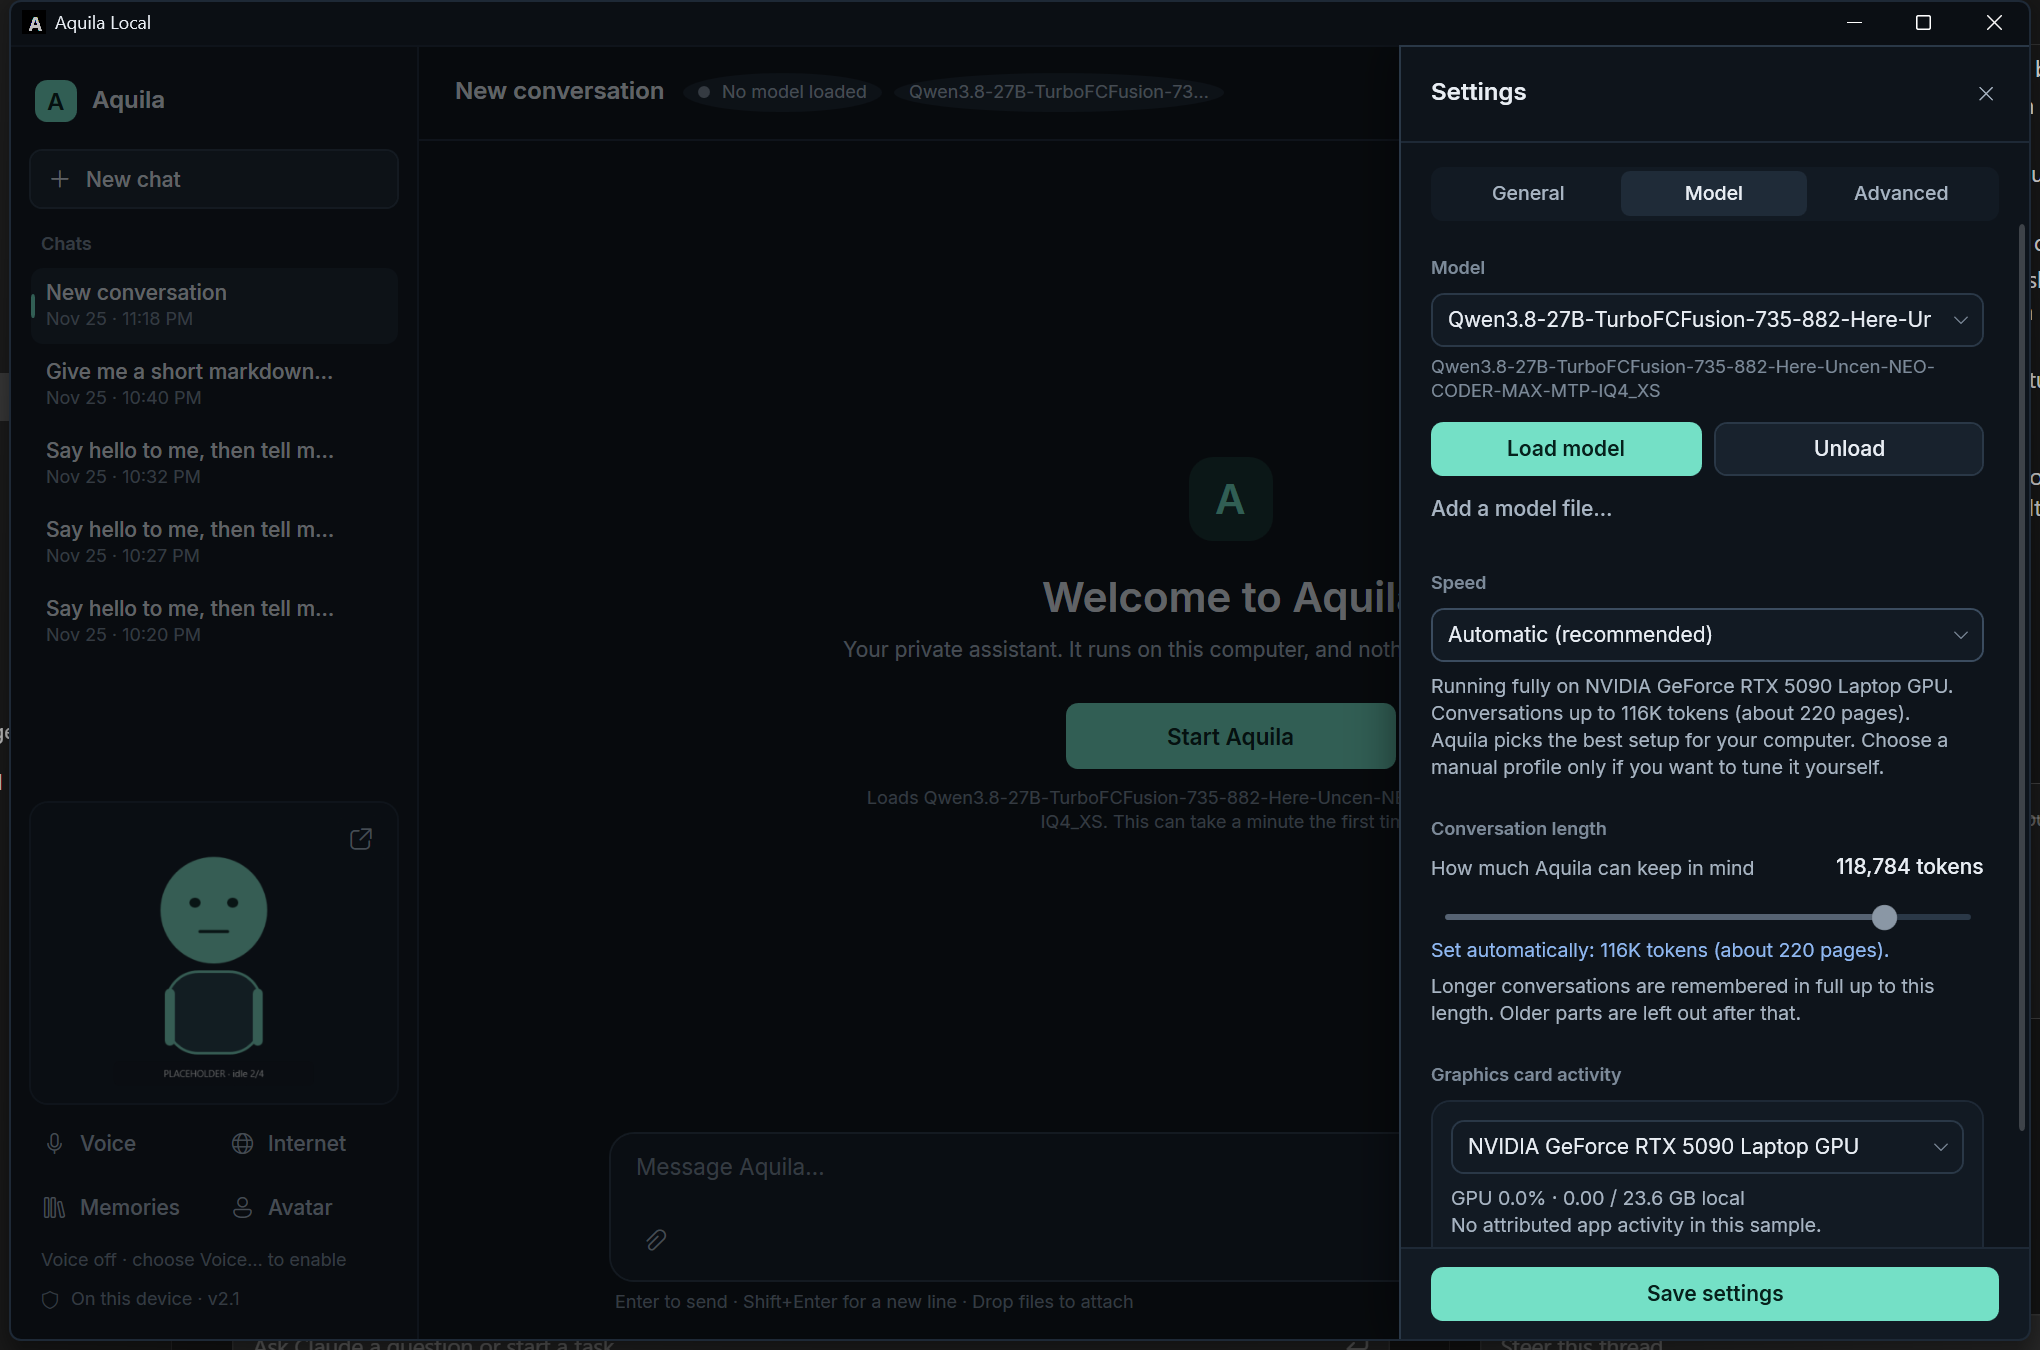 A Aquila Local
A Aquila
New conversation
No model loaded
Qwen3.8-27B-TurboFCFusion-73...
New chat
Chats
New conversation
Nov 25 · 11:18 PM
Give me a short markdown...
Nov 25 · 10:40 PM
Say hello to me, then tell m...
Nov 25 · 10:32 PM
Say hello to me, then tell m...
Nov 25 · 10:27 PM
Say hello to me, then tell m...
Nov 25 · 10:20 PM
PLACEHOLDER - idle 2/4
Voice
Internet
Memories
Avatar
Voice off · choose Voice... to enable
On this device · v2.1
A
Welcome to Aquila
Your private assistant. It runs on this computer, and noth
Start Aquila
Loads Qwen3.8-27B-TurboFCFusion-735-882-Here-Uncen-NE
IQ4_XS. This can take a minute the first tim
Message Aquila...
Enter to send · Shift+Enter for a new line · Drop files to attach
Settings
General
Model
Advanced
Model
Qwen3.8-27B-TurboFCFusion-735-882-Here-Ur
Qwen3.8-27B-TurboFCFusion-735-882-Here-Uncen-NEO-
CODER-MAX-MTP-IQ4_XS
Load model
Unload
Add a model file...
Speed
Automatic (recommended)
Running fully on NVIDIA GeForce RTX 5090 Laptop GPU.
Conversations up to 116K tokens (about 220 pages).
Aquila picks the best setup for your computer. Choose a
manual profile only if you want to tune it yourself.
Conversation length
How much Aquila can keep in mind
118,784 tokens
Set automatically: 116K tokens (about 220 pages).
Longer conversations are remembered in full up to this
length. Older parts are left out after that.
Graphics card activity
NVIDIA GeForce RTX 5090 Laptop GPU
GPU 0.0% · 0.00 / 23.6 GB local
No attributed app activity in this sample.
Save settings
Ask Claude a question or start a task
Steer this thread